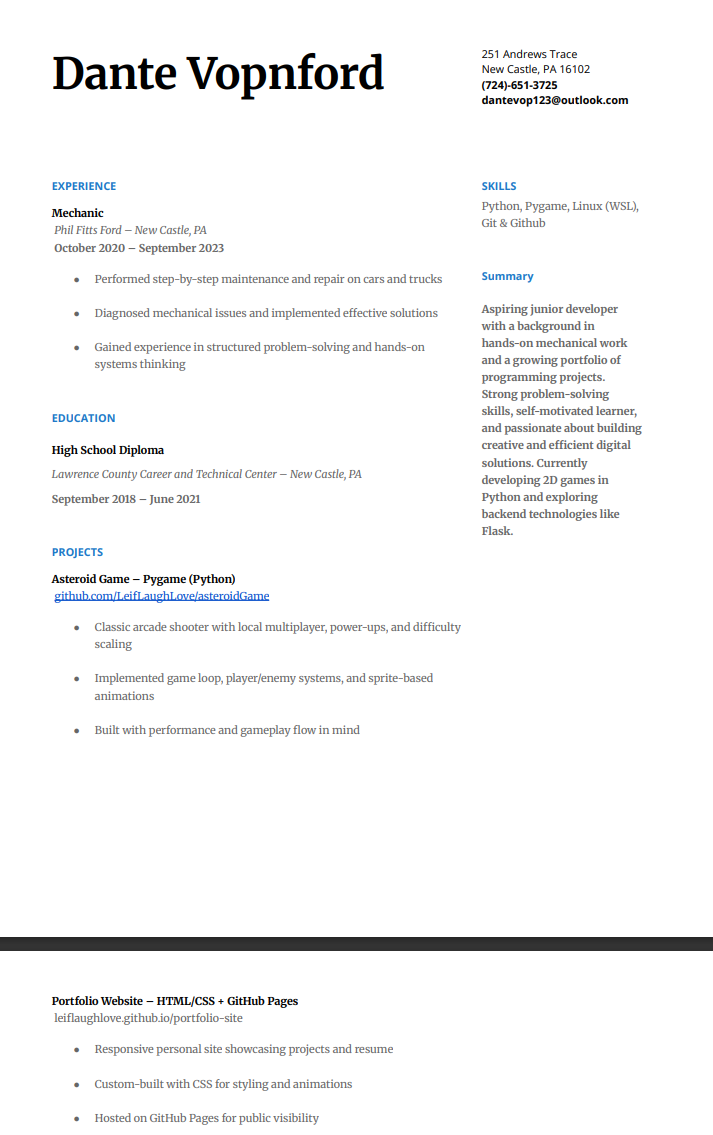 Dante Vopnford
251 Andrews Trace
New Castle, PA 16102
(724)-651-3725
dantevop123@outlook.com
EXPERIENCE
Mechanic
Phil Fitts Ford – New Castle, PA
October 2020 – September 2023
● Performed step-by-step maintenance and repair on cars and trucks
● Diagnosed mechanical issues and implemented effective solutions
● Gained experience in structured problem-solving and hands-on
systems thinking
EDUCATION
High School Diploma
Lawrence County Career and Technical Center – New Castle, PA
September 2018 – June 2021
PROJECTS
Asteroid Game – Pygame (Python)
github.com/LeifLaughLove/asteroidGame
● Classic arcade shooter with local multiplayer, power-ups, and difficulty
scaling
● Implemented game loop, player/enemy systems, and sprite-based
animations
● Built with performance and gameplay flow in mind
SKILLS
Python, Pygame, Linux (WSL),
Git & Github
Summary
Aspiring junior developer
with a background in
hands-on mechanical work
and a growing portfolio of
programming projects.
Strong problem-solving
skills, self-motivated learner,
and passionate about building
creative and efficient digital
solutions. Currently
developing 2D games in
Python and exploring
backend technologies like
Flask.
Portfolio Website – HTML/CSS + GitHub Pages
leiflaughlove.github.io/portfolio-site
● Responsive personal site showcasing projects and resume
● Custom-built with CSS for styling and animations
● Hosted on GitHub Pages for public visibility